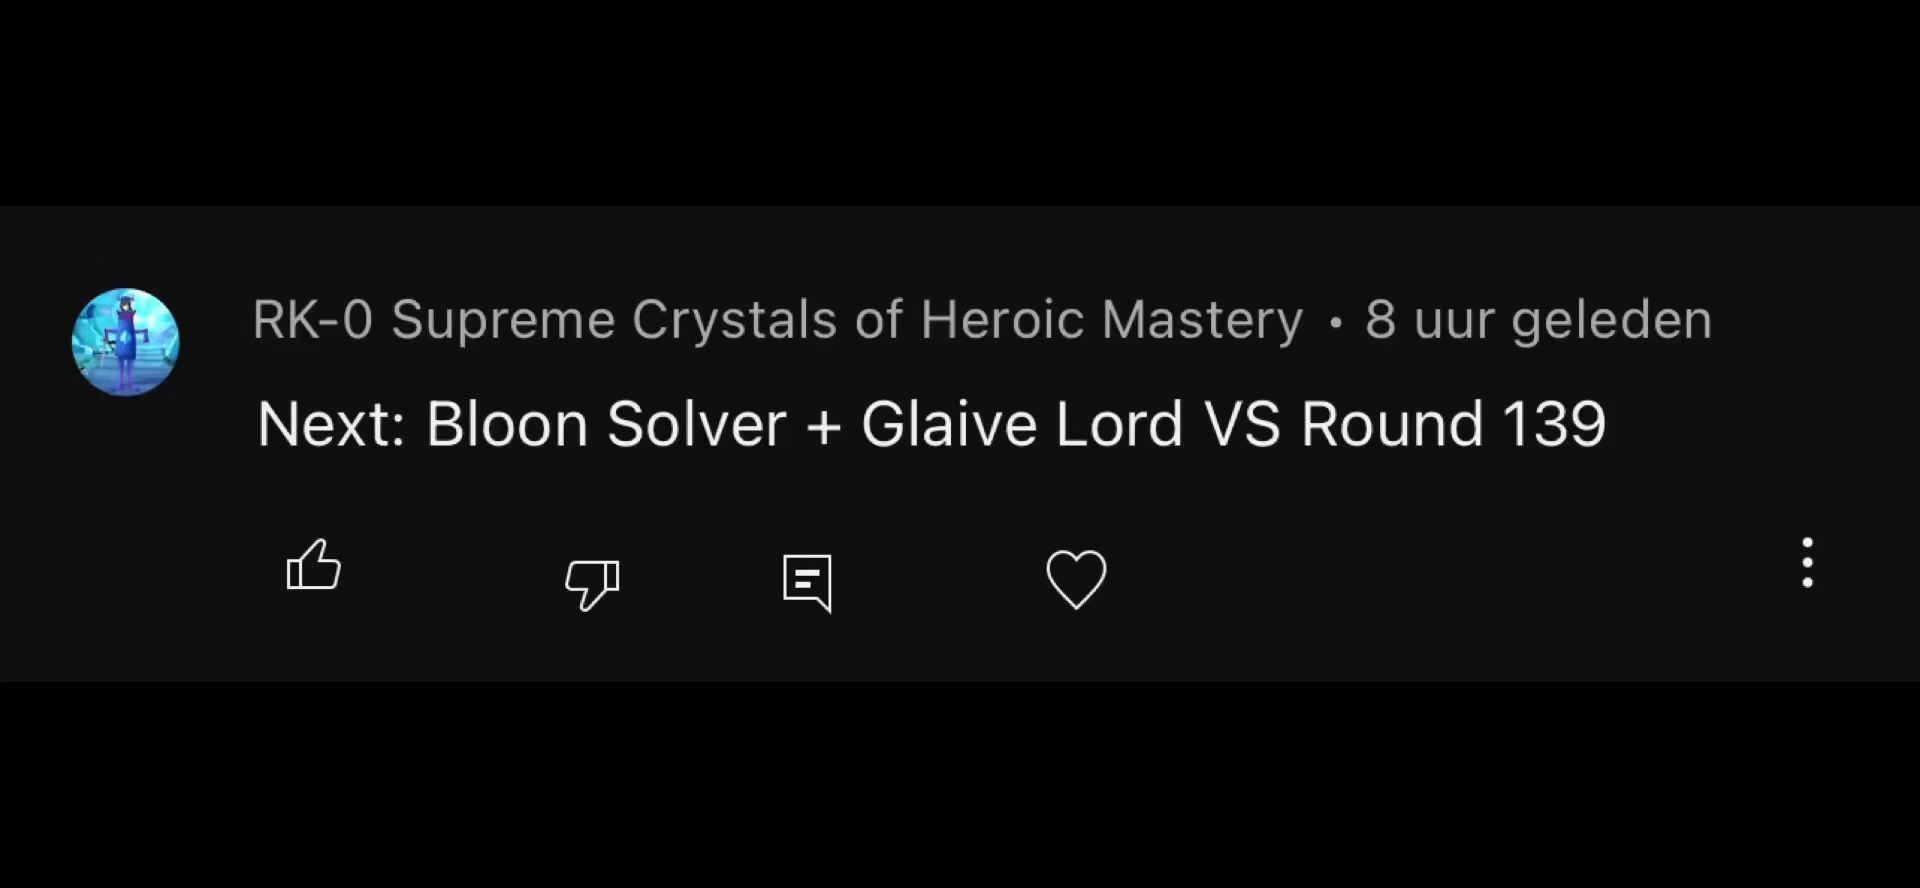 RK-0 Supreme Crystals of Heroic Mastery • 8 uur geleden
Next: Bloon Solver + Glaive Lord VS Round 139